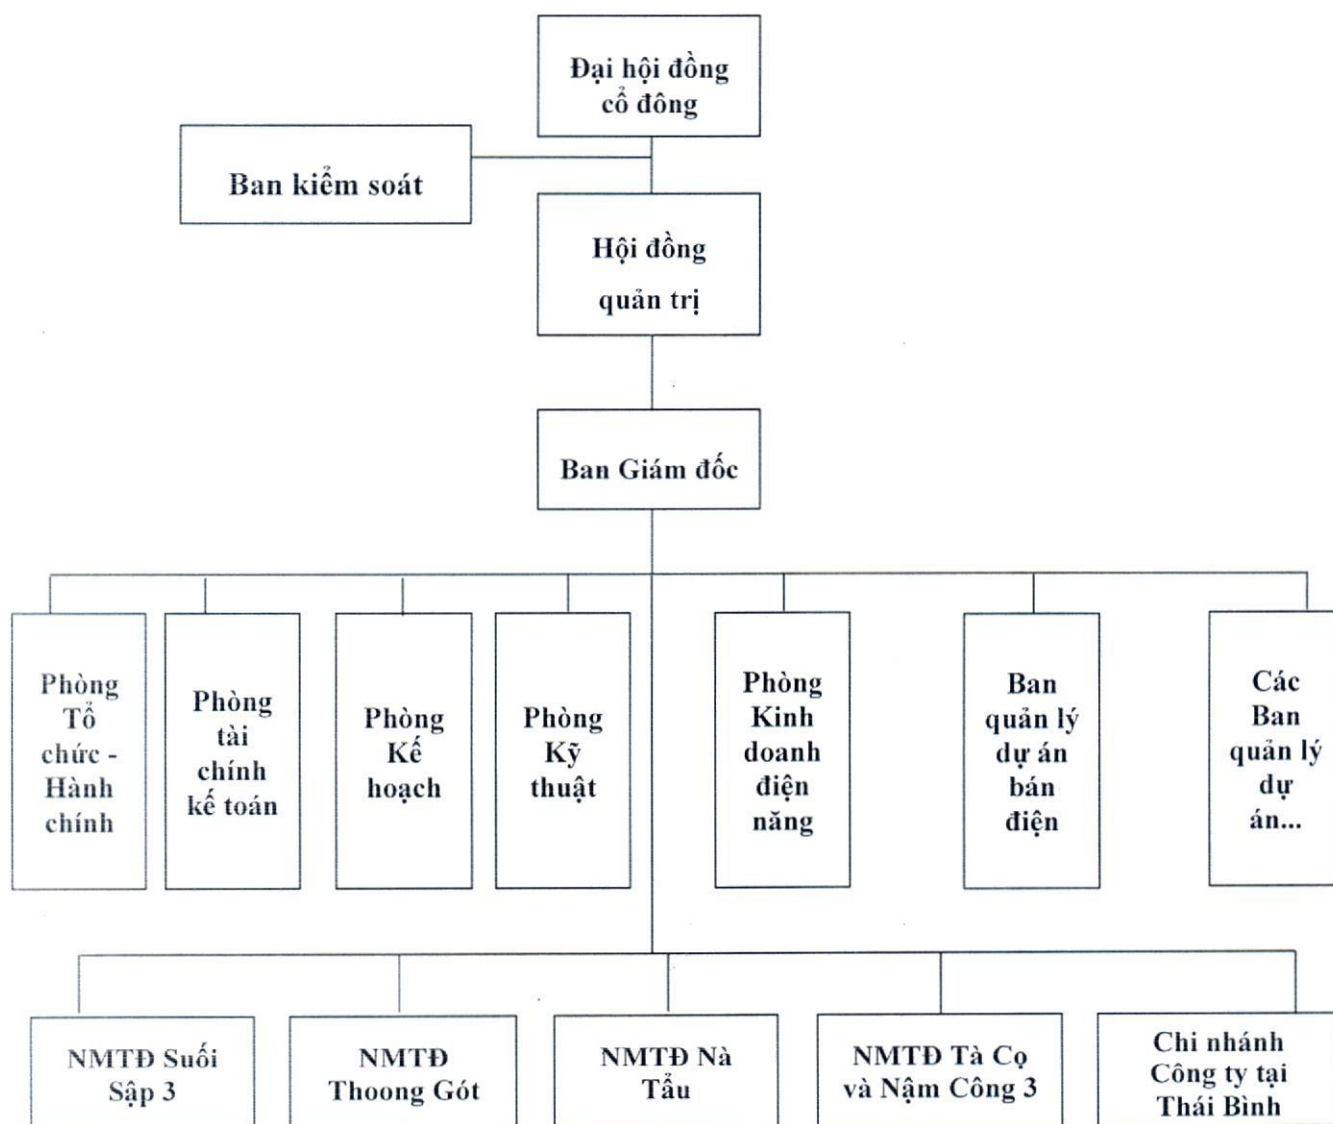 Đại hội đồng
cổ đông
Ban kiểm soát
Hội đồng
quản trị
Ban Giám đốc
Phòng
Tổ
chức -
Hành
chính
Phòng
tài
chính
kế toán
Phòng
Kế
hoạch
Phòng
Kỹ
thuật
Phòng
Kinh
doanh
điện
năng
Ban
quản lý
dự án
bán
điện
Các
Ban
quản lý
dự
án...
NMTĐ Suối
Sập 3
NMTĐ
Thoong Gót
NMTĐ Nà
Tẩu
NMTĐ Tà Cọ
và Nậm Công 3
Chi nhánh
Công ty tại
Thái Bình